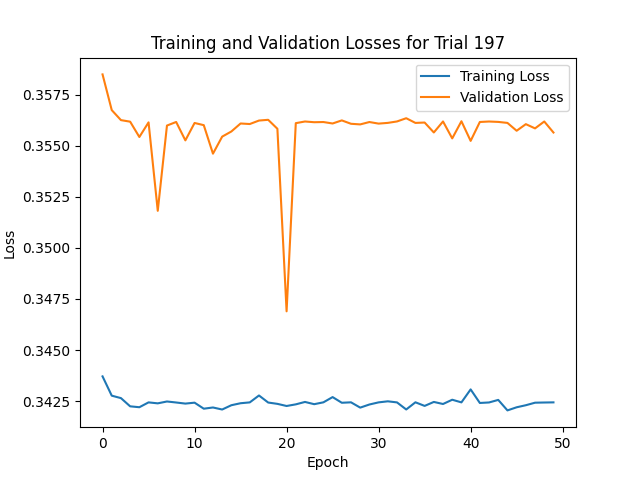 Training and Validation Losses for Trial 197
Training Loss
Validation Loss
0.3575
0.3550
0.3525
0.3500
0.3475
0.3450
0.3425
Loss
0 10 20 30 40 50
Epoch